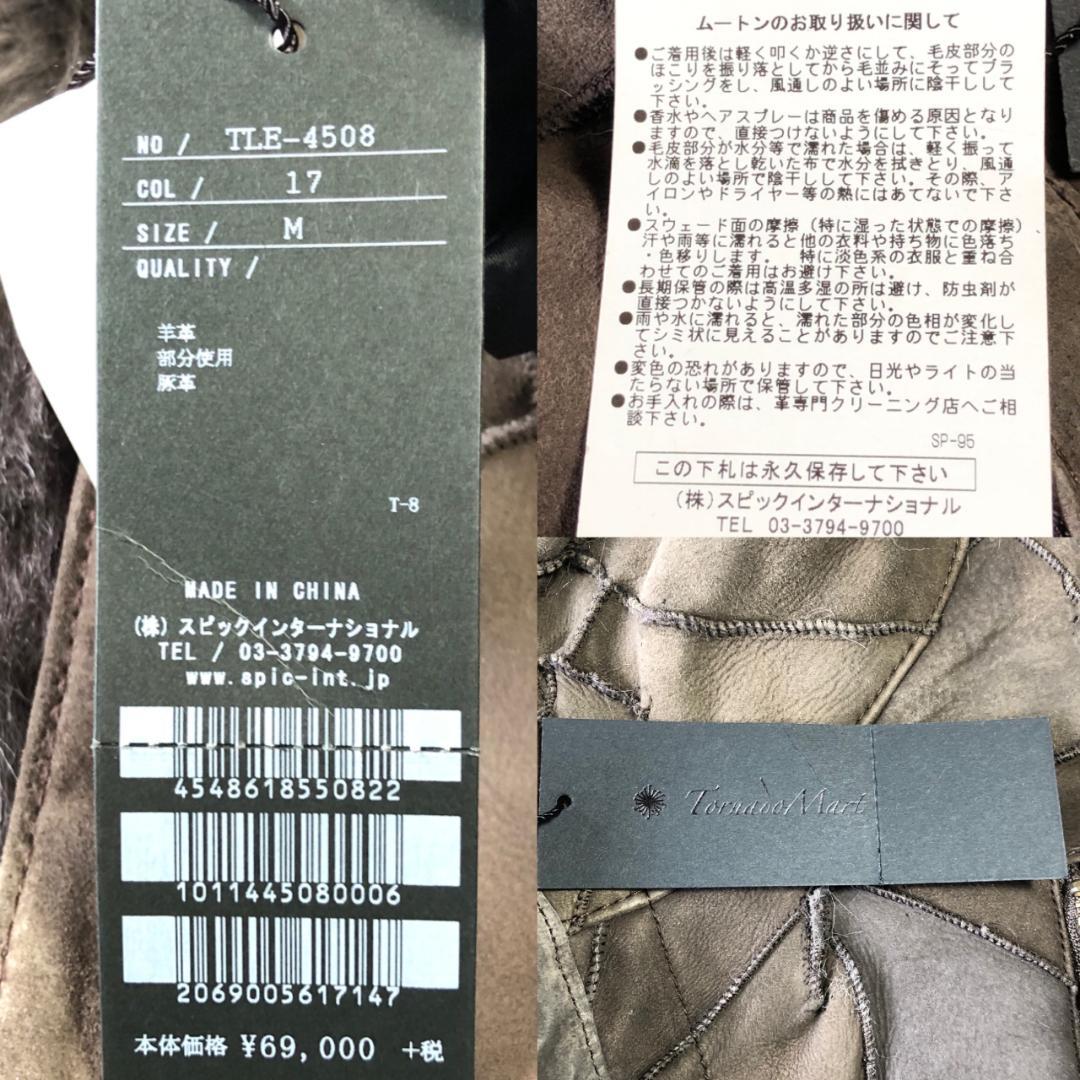 NO / TLE-4508
COL / 17
SIZE / M
QUALITY /
羊革
部分使用
豚革
T-8
MADE IN CHINA
(株) スピックインターナショナル
TEL / 03-3794-9700
www.spic-int.jp
4548618550822
1011445080006
2069005617147
本体価格 ¥69,000 +税
ムートンのお取り扱いに関して
●ご着用後は軽く叩くか逆さにして、毛皮部分の
ほこりを振り落としてから毛並みにそってブラ
ッシングをし、風通しのよい場所に陰干しして
下さい。
●香水やヘアスプレーは商品を傷める原因となり
ますので、直接つけないようにして下さい。
●毛皮部分が水分等で濡れた場合は、軽く振って
水滴を落とし乾いた布で水分を拭きとり、風通
しのよい場所で陰干しして下さい。その際、ア
イロンやドライヤー等の熱にはあてないで下さ
い。
●スウェード面の摩擦（特に湿った状態での摩擦）
汗や雨等に濡れると他の衣料や持ち物に色落ち
・色移りします。 特に淡色系の衣服と重ね合
わせてのご着用はお避け下さい。
●長期保管の際は高温多湿の所は避け、防虫剤が
直接つかないようにして下さい。
●雨や水に濡れると、濡れた部分の色相が変化し
てシミ状に見えることがありますのでご注意下
さい。
●変色の恐れがありますので、日光やライトの当
たらない場所で保管して下さい。
●お手入れの際は、革専門クリーニング店へご相
談下さい。
SP-95
この下札は永久保存して下さい
(株)スピックインターナショナル
TEL 03-3794-9700
TornadoMart